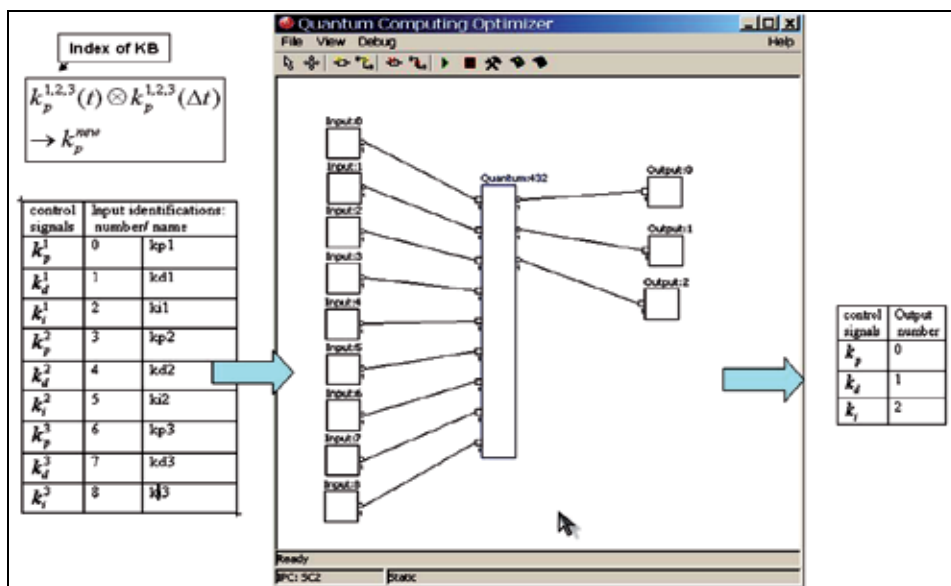 Index of KB
k_p^{1,2,3}(t) ⊗ k_p^{1,2,3}(Δt)
→ k_p^{new}
control signals Input identifications: number/ name
k_p^1 0 kp1
k_d^1 1 kd1
k_i^1 2 ki1
k_p^2 3 kp2
k_d^2 4 kd2
k_i^2 5 ki2
k_p^3 6 kp3
k_d^3 7 kd3
k_i^3 8 ki3
Quantum Computing Optimizer
File View Debug Help
Input:0
Input:1
Input:2
Input:3
Input:4
Input:5
Input:6
Input:7
Input:8
Quantum:432
Output:0
Output:1
Output:2
Ready
IPC: SC2 Static
control signals Output number
k_p 0
k_d 1
k_i 2